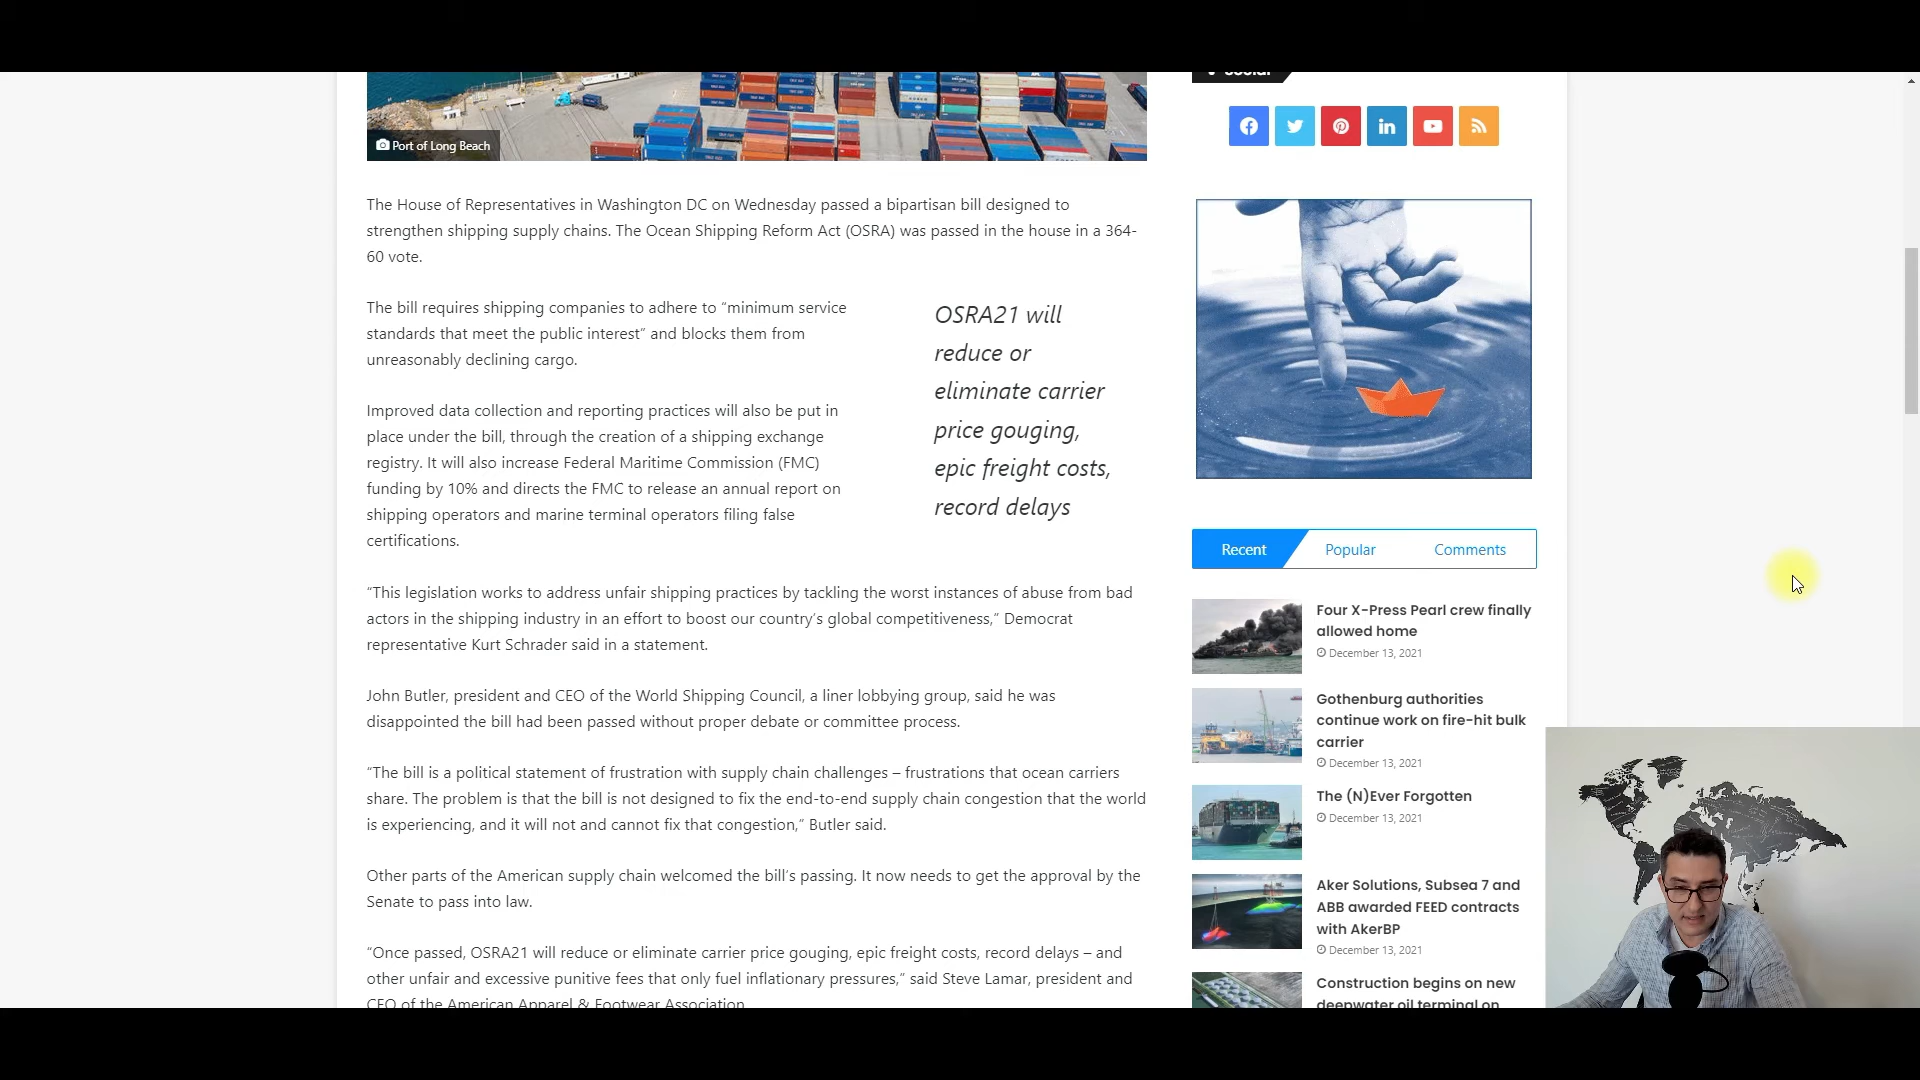 Social
Port of Long Beach
The House of Representatives in Washington DC on Wednesday passed a bipartisan bill designed to
strengthen shipping supply chains. The Ocean Shipping Reform Act (OSRA) was passed in the house in a 364-
60 vote.
The bill requires shipping companies to adhere to “minimum service
standards that meet the public interest” and blocks them from
unreasonably declining cargo.
OSRA21 will
reduce or
eliminate carrier
price gouging,
epic freight costs,
record delays
Improved data collection and reporting practices will also be put in
place under the bill, through the creation of a shipping exchange
registry. It will also increase Federal Maritime Commission (FMC)
funding by 10% and directs the FMC to release an annual report on
shipping operators and marine terminal operators filing false
certifications.
“This legislation works to address unfair shipping practices by tackling the worst instances of abuse from bad
actors in the shipping industry in an effort to boost our country’s global competitiveness,” Democrat
representative Kurt Schrader said in a statement.
John Butler, president and CEO of the World Shipping Council, a liner lobbying group, said he was
disappointed the bill had been passed without proper debate or committee process.
“The bill is a political statement of frustration with supply chain challenges – frustrations that ocean carriers
share. The problem is that the bill is not designed to fix the end-to-end supply chain congestion that the world
is experiencing, and it will not and cannot fix that congestion,” Butler said.
Other parts of the American supply chain welcomed the bill’s passing. It now needs to get the approval by the
Senate to pass into law.
“Once passed, OSRA21 will reduce or eliminate carrier price gouging, epic freight costs, record delays – and
other unfair and excessive punitive fees that only fuel inflationary pressures,” said Steve Lamar, president and
CEO of the American Apparel & Footwear Association.
Recent Popular Comments
Four X-Press Pearl crew finally
allowed home
December 13, 2021
Gothenburg authorities
continue work on fire-hit bulk
carrier
December 13, 2021
The (N)Ever Forgotten
December 13, 2021
Aker Solutions, Subsea 7 and
ABB awarded FEED contracts
with AkerBP
December 13, 2021
Construction begins on new
deepwater oil terminal on